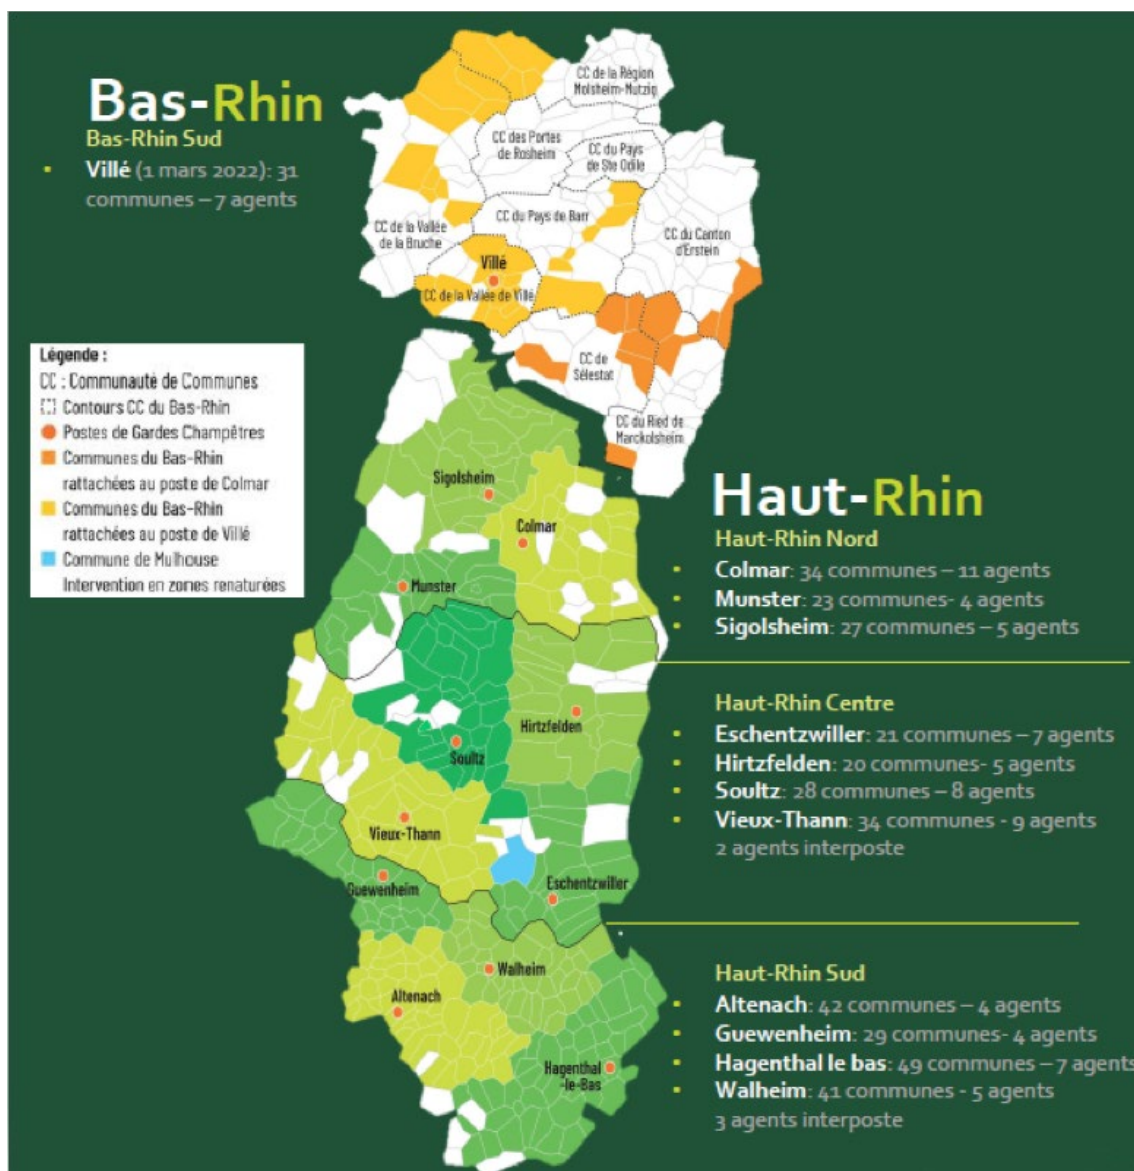 Bas-Rhin
Bas-Rhin Sud
• Villé (1 mars 2022): 31
communes – 7 agents
CC de la Région
Molsheim-Mutzig
CC des Portes
de Rosheim
CC du Pays
de Ste Odile
CC de la Vallée
de la Bruche
CC du Pays de Barr
CC du Canton
d'Erstein
Villé
CC de la Vallée de Villé
CC de
Sélestat
CC du Ried de
Marckolsheim
Légende :
CC : Communauté de Communes
Contours CC du Bas-Rhin
Postes de Gardes Champêtres
Communes du Bas-Rhin
rattachées au poste de Colmar
Communes du Bas-Rhin
rattachées au poste de Villé
Commune de Mulhouse
Intervention en zones renaturées
Sigolsheim
Colmar
Munster
Hirtzfelden
Soultz
Vieux-Thann
Guewenheim
Eschentzwiller
Walheim
Altenach
Hagenthal
-le-Bas
Haut-Rhin
Haut-Rhin Nord
• Colmar: 34 communes – 11 agents
• Munster: 23 communes- 4 agents
• Sigolsheim: 27 communes – 5 agents
Haut-Rhin Centre
• Eschentzwiller: 21 communes – 7 agents
• Hirtzfelden: 20 communes- 5 agents
• Soultz: 28 communes – 8 agents
• Vieux-Thann: 34 communes - 9 agents
2 agents interposte
Haut-Rhin Sud
• Altenach: 42 communes – 4 agents
• Guewenheim: 29 communes- 4 agents
• Hagenthal le bas: 49 communes – 7 agents
• Walheim: 41 communes - 5 agents
3 agents interposte